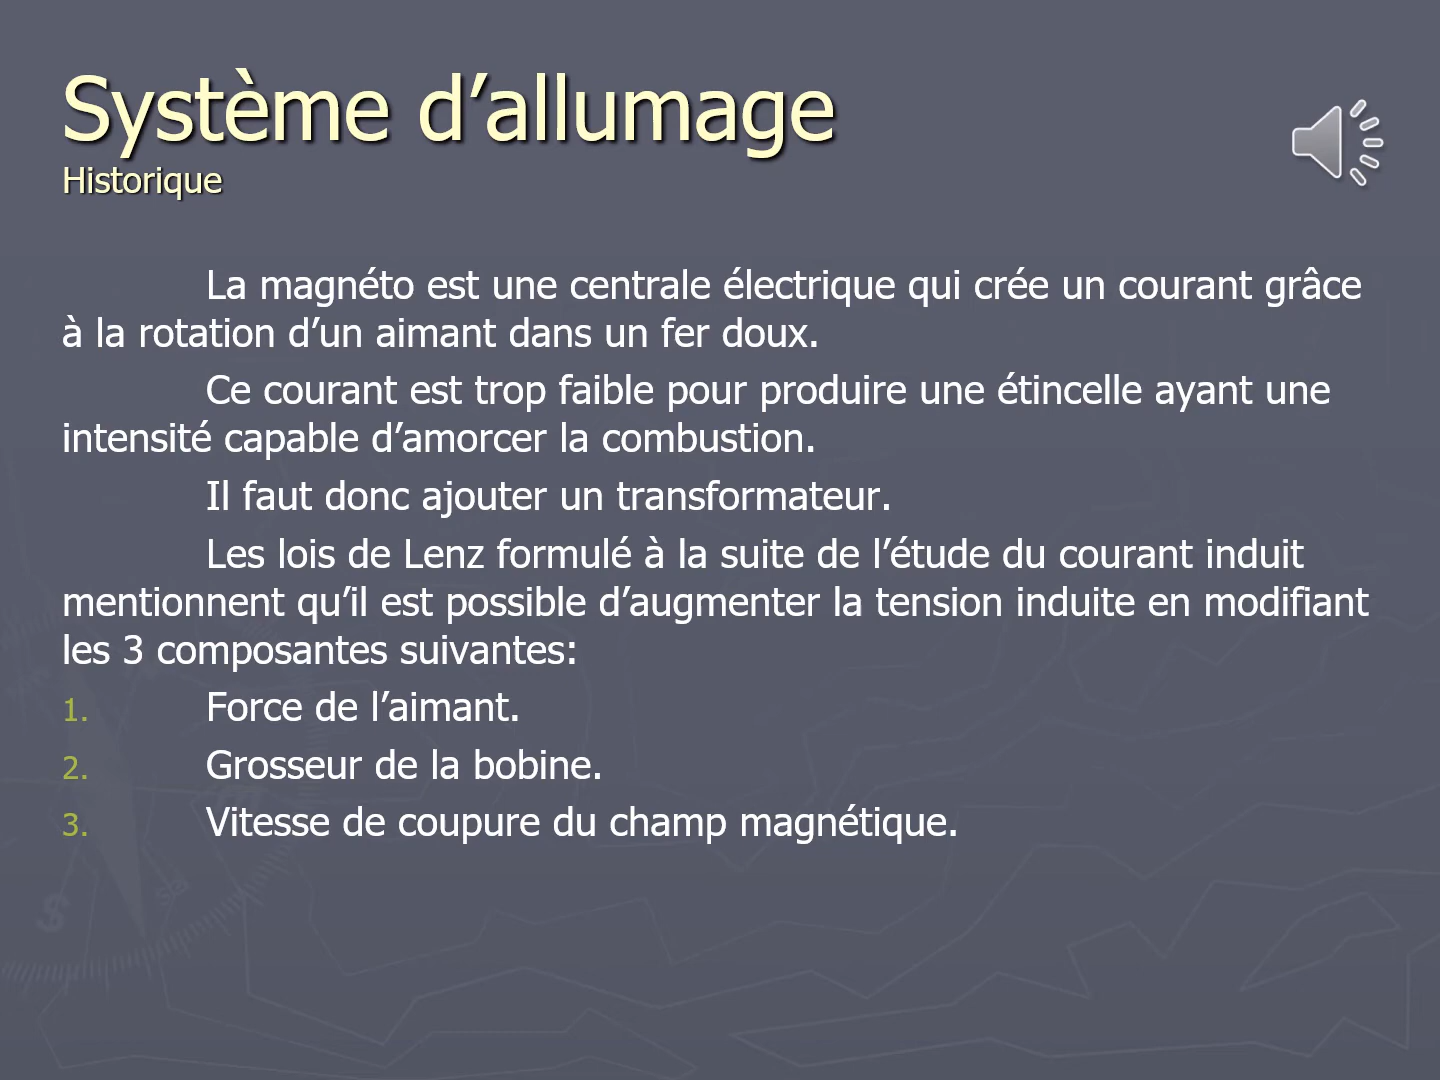 Système d’allumage
Historique
La magnéto est une centrale électrique qui crée un courant grâce
à la rotation d’un aimant dans un fer doux.
Ce courant est trop faible pour produire une étincelle ayant une
intensité capable d’amorcer la combustion.
Il faut donc ajouter un transformateur.
Les lois de Lenz formulé à la suite de l’étude du courant induit
mentionnent qu’il est possible d’augmenter la tension induite en modifiant
les 3 composantes suivantes:
1. Force de l’aimant.
2. Grosseur de la bobine.
3. Vitesse de coupure du champ magnétique.